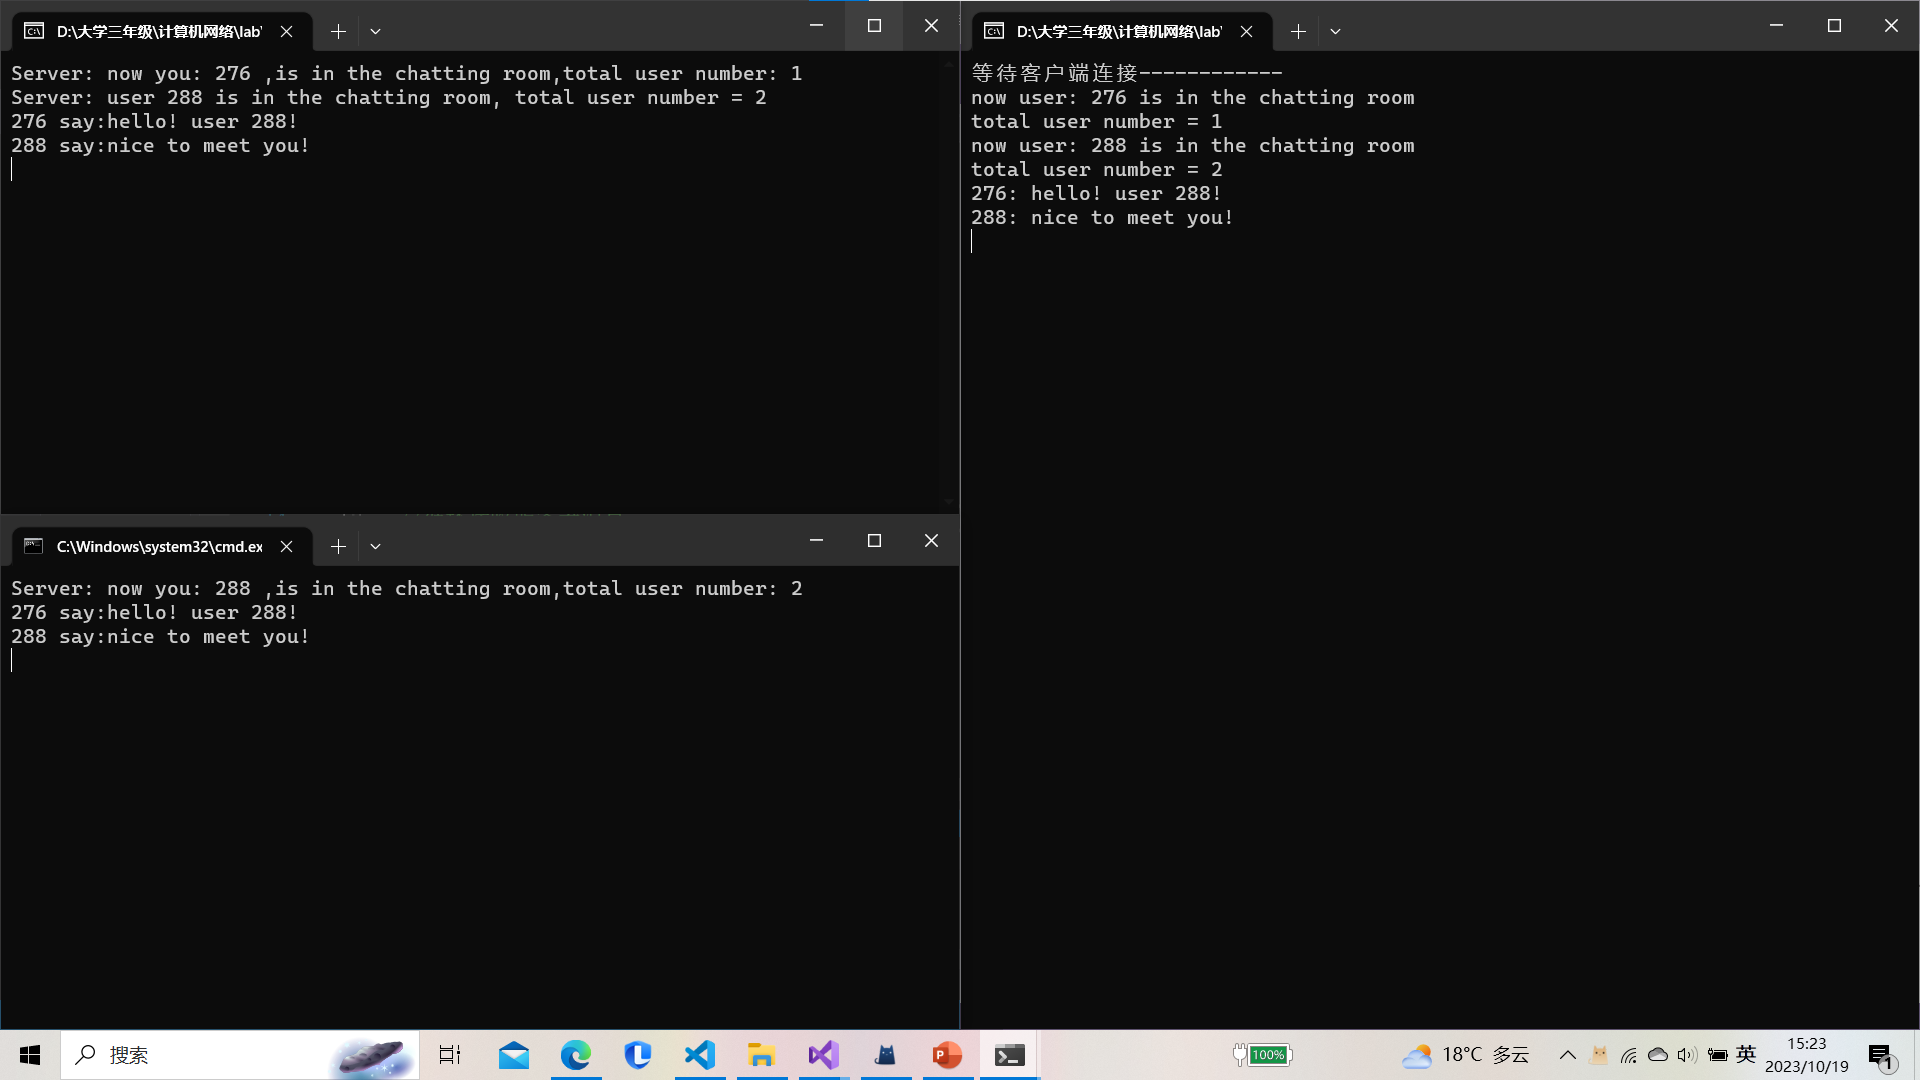 D:\大学三年级\计算机网络\lab\
Server: now you: 276 ,is in the chatting room,total user number: 1
Server: user 288 is in the chatting room, total user number = 2
276 say:hello! user 288!
288 say:nice to meet you!
C:\Windows\system32\cmd.ex
Server: now you: 288 ,is in the chatting room,total user number: 2
276 say:hello! user 288!
288 say:nice to meet you!
D:\大学三年级\计算机网络\lab\
等待客户端连接------------
now user: 276 is in the chatting room
total user number = 1
now user: 288 is in the chatting room
total user number = 2
276: hello! user 288!
288: nice to meet you!
搜索
100%
18°C 多云
英
15:23
2023/10/19
1